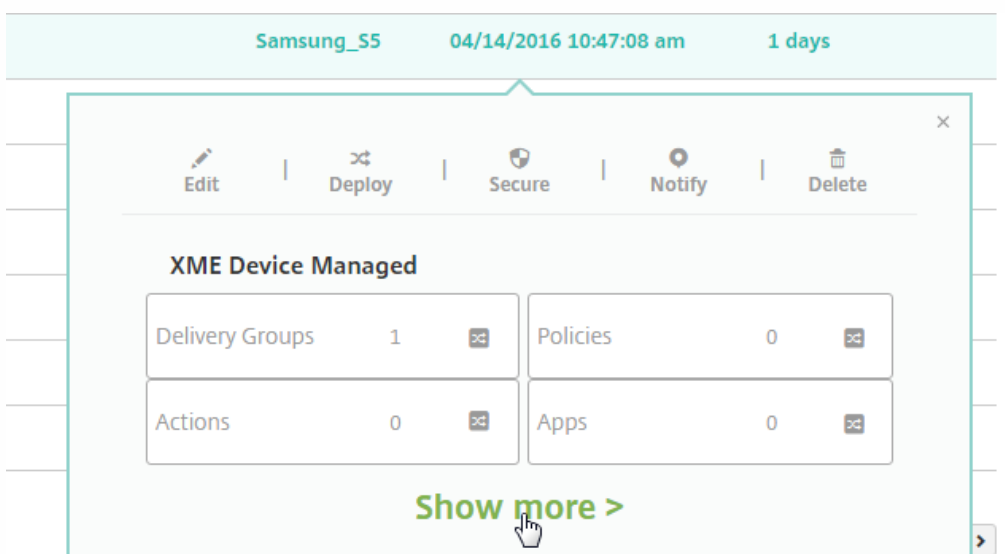 Samsung_S5 04/14/2016 10:47:08 am 1 days
Edit | Deploy | Secure | Notify | Delete
XME Device Managed
Delivery Groups 1 Policies 0
Actions 0 Apps 0
Show more >